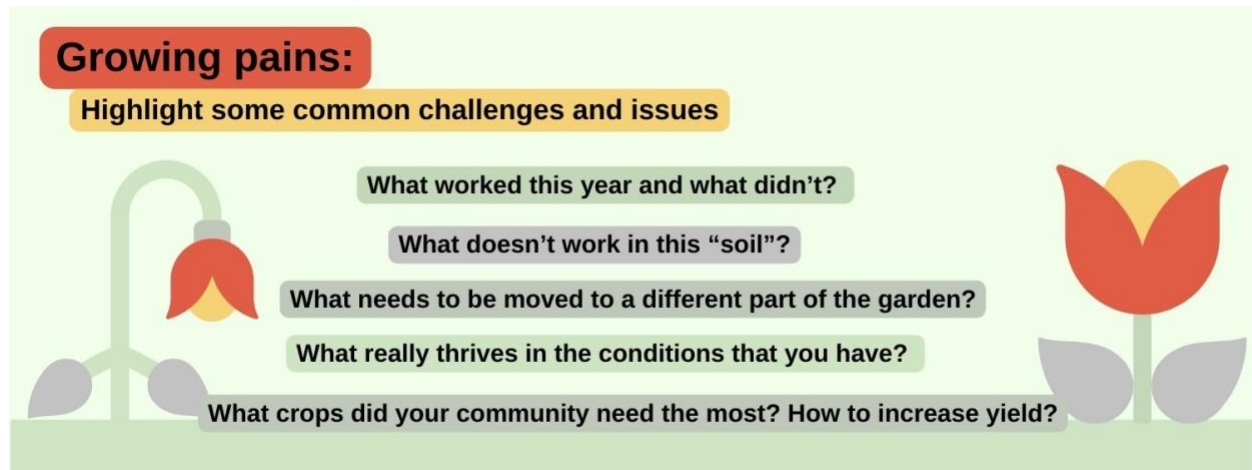 Growing pains:
Highlight some common challenges and issues
What worked this year and what didn’t?
What doesn’t work in this “soil”?
What needs to be moved to a different part of the garden?
What really thrives in the conditions that you have?
What crops did your community need the most? How to increase yield?